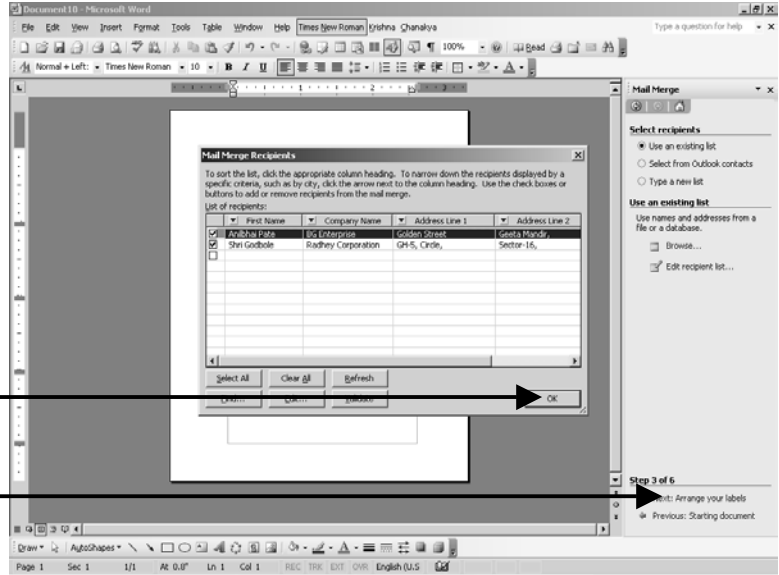 Document10 - Microsoft Word
File Edit View Insert Format Tools Table Window Help Times New Roman Krishna Chanakya Type a question for help
100% Read
Normal + Left: Times New Roman 10 B I U
1 2 3
Mail Merge
Select recipients
Use an existing list
Select from Outlook contacts
Type a new list
Use an existing list
Use names and addresses from a
file or a database.
Browse...
Edit recipient list...
Mail Merge Recipients
To sort the list, click the appropriate column heading. To narrow down the recipients displayed by a
specific criteria, such as by city, click the arrow next to the column heading. Use the check boxes or
buttons to add or remove recipients from the mail merge.
List of recipients:
First Name Company Name Address Line 1 Address Line 2
Anilbhai Pate BG Enterprise Golden Street Geeta Mandir,
Shri Godbole Radhey Corporation GH-5, Circle, Sector-16,
Select All Clear All Refresh
OK
Step 3 of 6
Next: Arrange your labels
Previous: Starting document
Draw AutoShapes
Page 1 Sec 1 1/1 At 0.8" Ln 1 Col 1 REC TRK EXT OVR English (U.S